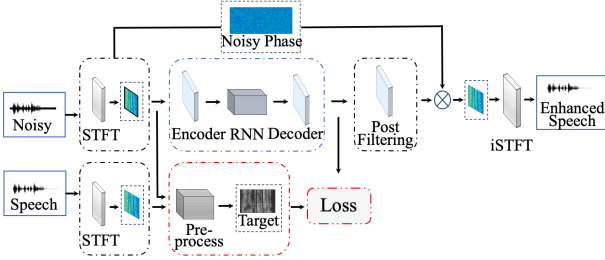 Noisy Phase
Noisy
STFT
Encoder RNN Decoder
Post
Filtering
iSTFT
Enhanced
Speech
Speech
STFT
Pre-
process
Target
Loss